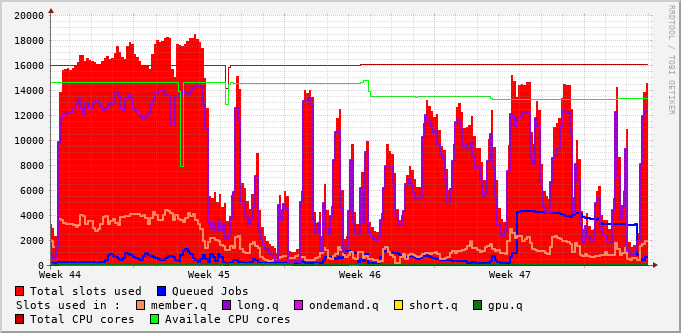 20000
18000
16000
14000
12000
10000
8000
6000
4000
2000
0
Week 44 Week 45 Week 46 Week 47
RRDTOOL / TOBI OETIKER
Total slots used Queued Jobs
Slots used in : member.q long.q ondemand.q short.q gpu.q
Total CPU cores Availale CPU cores